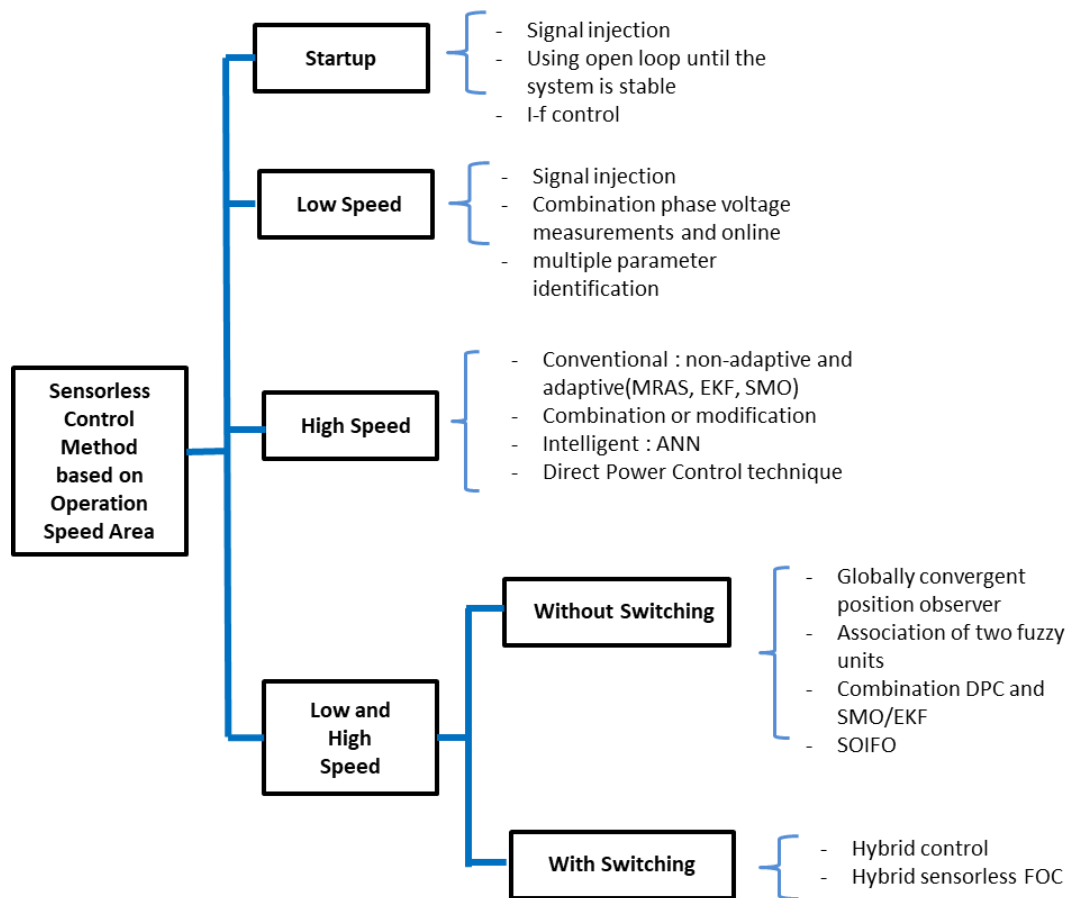 Startup
- Signal injection
- Using open loop until the
system is stable
- I-f control
Low Speed
- Signal injection
- Combination phase voltage
measurements and online
- multiple parameter
identification
Sensorless
Control
Method
based on
Operation
Speed Area
High Speed
- Conventional : non-adaptive and
adaptive(MRAS, EKF, SMO)
- Combination or modification
- Intelligent : ANN
- Direct Power Control technique
Low and
High
Speed
Without Switching
- Globally convergent
position observer
- Association of two fuzzy
units
- Combination DPC and
SMO/EKF
- SOIFO
With Switching
- Hybrid control
- Hybrid sensorless FOC